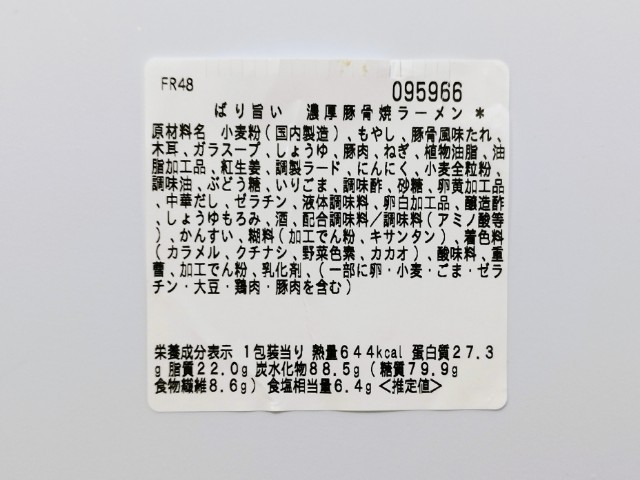 FR48
095966
ばり旨い 濃厚豚骨焼ラーメン *
原材料名 小麦粉(国内製造)、もやし、豚骨風味たれ、
木耳、ガラスープ、しょうゆ、豚肉、ねぎ、植物油脂、油
脂加工品、紅生姜、調製ラード、にんにく、小麦全粒粉、
調味油、ぶどう糖、いりごま、調味酢、砂糖、卵黄加工品
、中華だし、ゼラチン、液体調味料、卵白加工品、醸造酢
、しょうゆもろみ、酒、配合調味料/調味料(アミノ酸等
)、かんすい、糊料(加工でん粉、キサンタン)、着色料
(カラメル、クチナシ、野菜色素、カカオ)、酸味料、重
曹、加工でん粉、乳化剤、(一部に卵・小麦・ごま・ゼラ
チン・大豆・鶏肉・豚肉を含む)
栄養成分表示 1包装当り 熱量644kcal 蛋白質27.3
g 脂質22.0g 炭水化物88.5g(糖質79.9g
食物繊維8.6g) 食塩相当量6.4g <推定値>